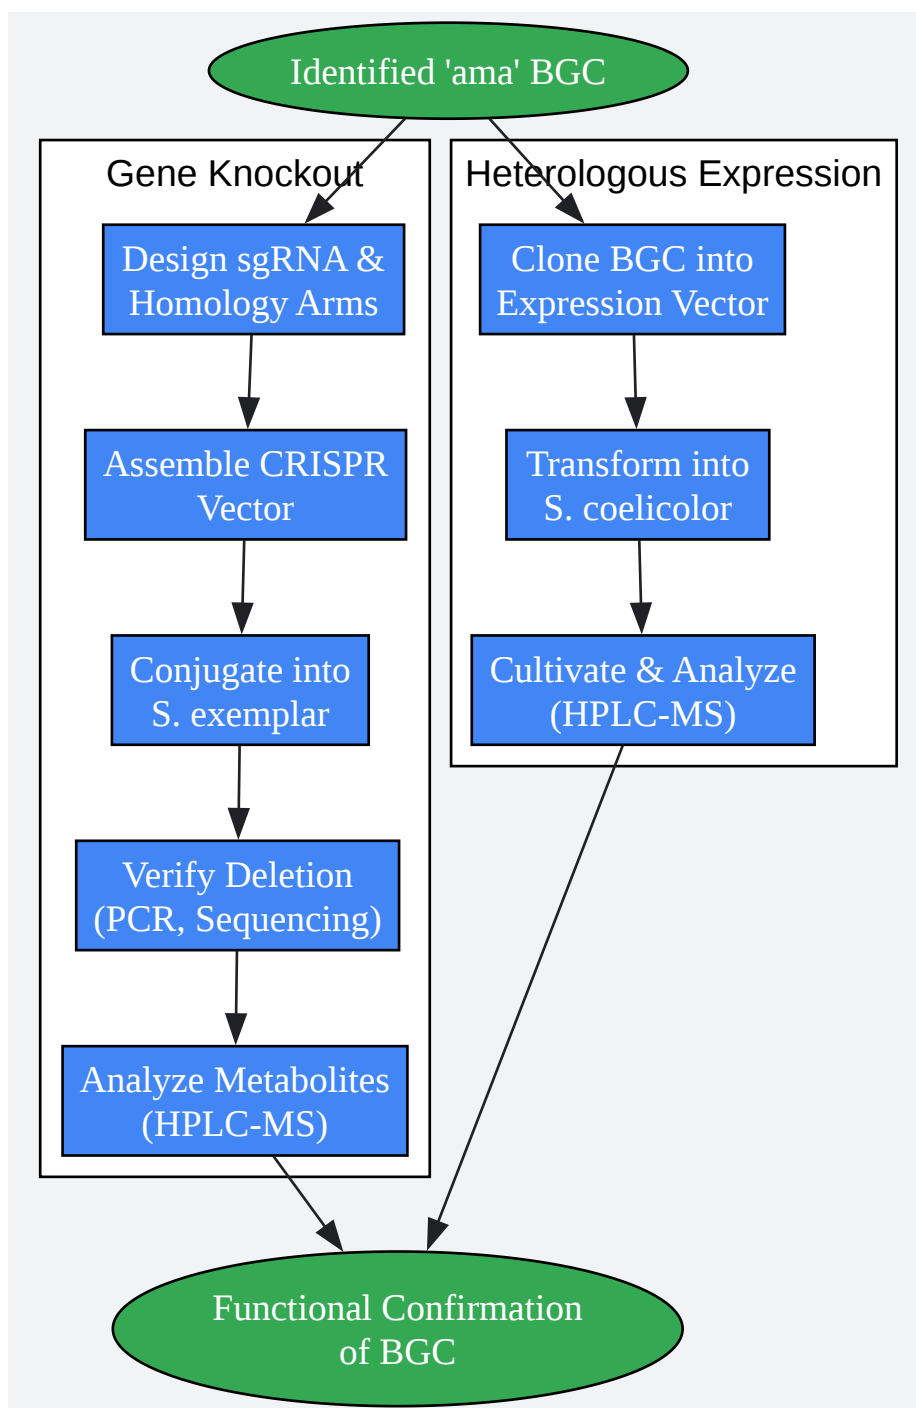 Identified 'ama' BGC
Gene Knockout
Design sgRNA &
Homology Arms
Assemble CRISPR
Vector
Conjugate into
S. exemplar
Verify Deletion
(PCR, Sequencing)
Analyze Metabolites
(HPLC-MS)
Heterologous Expression
Clone BGC into
Expression Vector
Transform into
S. coelicolor
Cultivate & Analyze
(HPLC-MS)
Functional Confirmation
of BGC